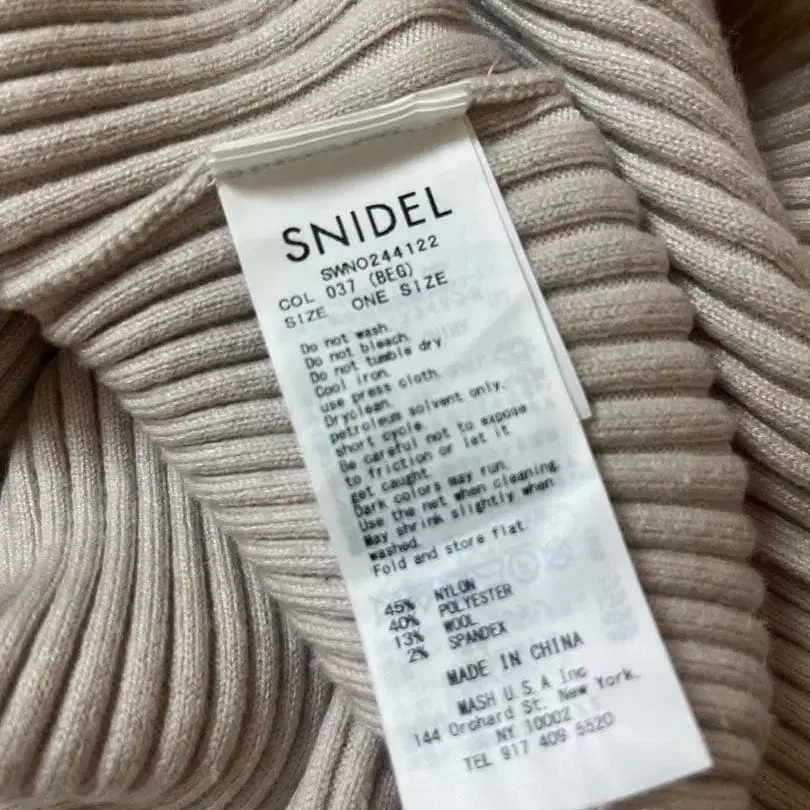 SNIDEL
SWNO244122
COL 037 (BEG)
SIZE ONE SIZE
Do not wash.
Do not bleach.
Do not tumble dry
Cool iron.
use press cloth.
Dryclean.
petroleum solvent only.
short cycle.
Be careful not to expose
to friction or let it
get caught.
Dark colors may run.
Use the net when cleaning.
May shrink slightly when
washed.
Fold and store flat.
45% NYLON
40% POLYESTER
13% WOOL
2% SPANDEX
MADE IN CHINA
MASH U S A Inc
144 Orchard St. New York.
NY 10002
TEL 917 409 5520